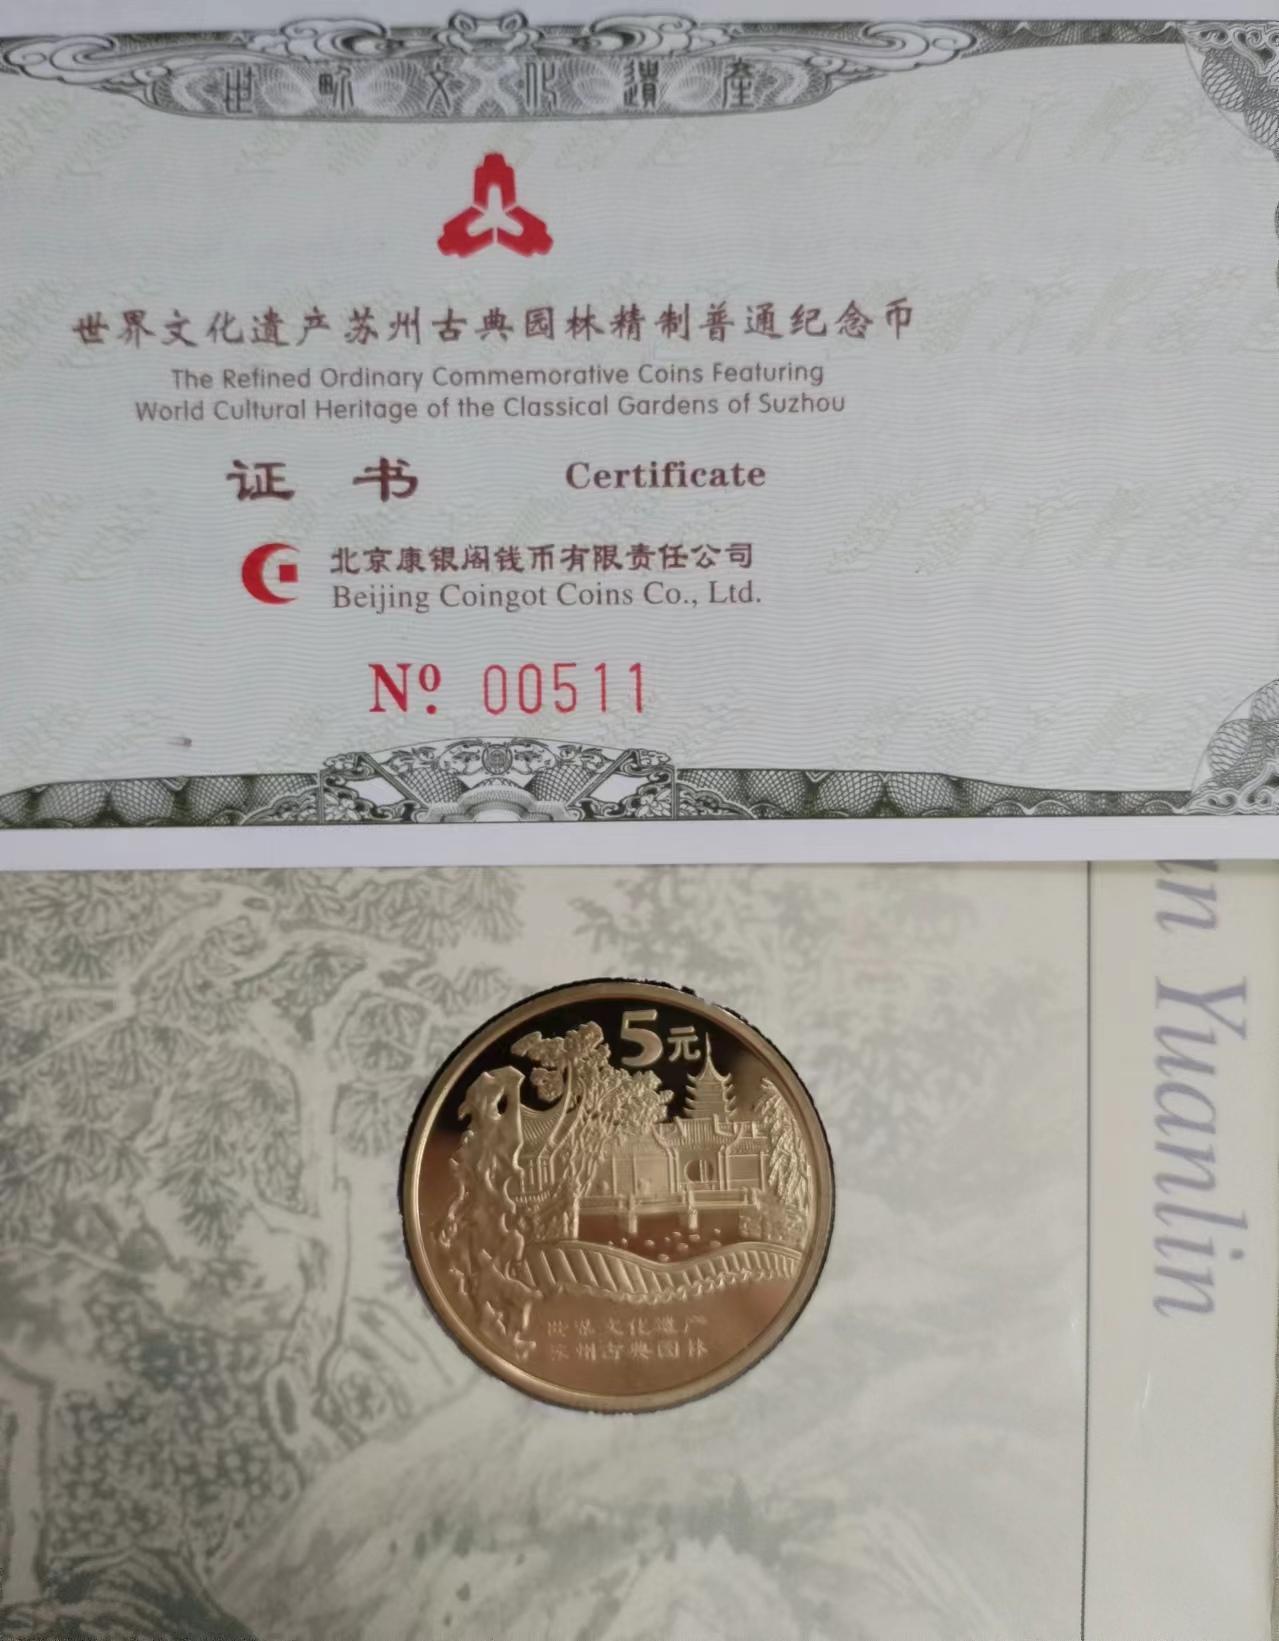 世界文化遺產
世界文化遗产苏州古典园林精制普通纪念币
The Refined Ordinary Commemorative Coins Featuring
World Cultural Heritage of the Classical Gardens of Suzhou
证书 Certificate
北京康银阁钱币有限责任公司
Beijing Coingot Coins Co., Ltd.
Nº. 00511
5元
世界文化遗产
苏州古典园林
Yuanlin